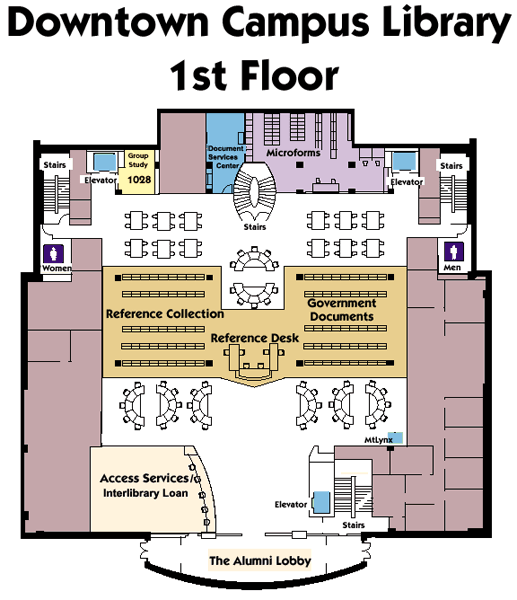 Downtown Campus Library
1st Floor
Group
Study
1028
Document
Services
Center
Microforms
Stairs
Elevator
Elevator
Stairs
Stairs
Women
Men
Reference Collection
Government
Documents
Reference Desk
MtLynx
Access Services/
Interlibrary Loan
Elevator
Stairs
The Alumni Lobby